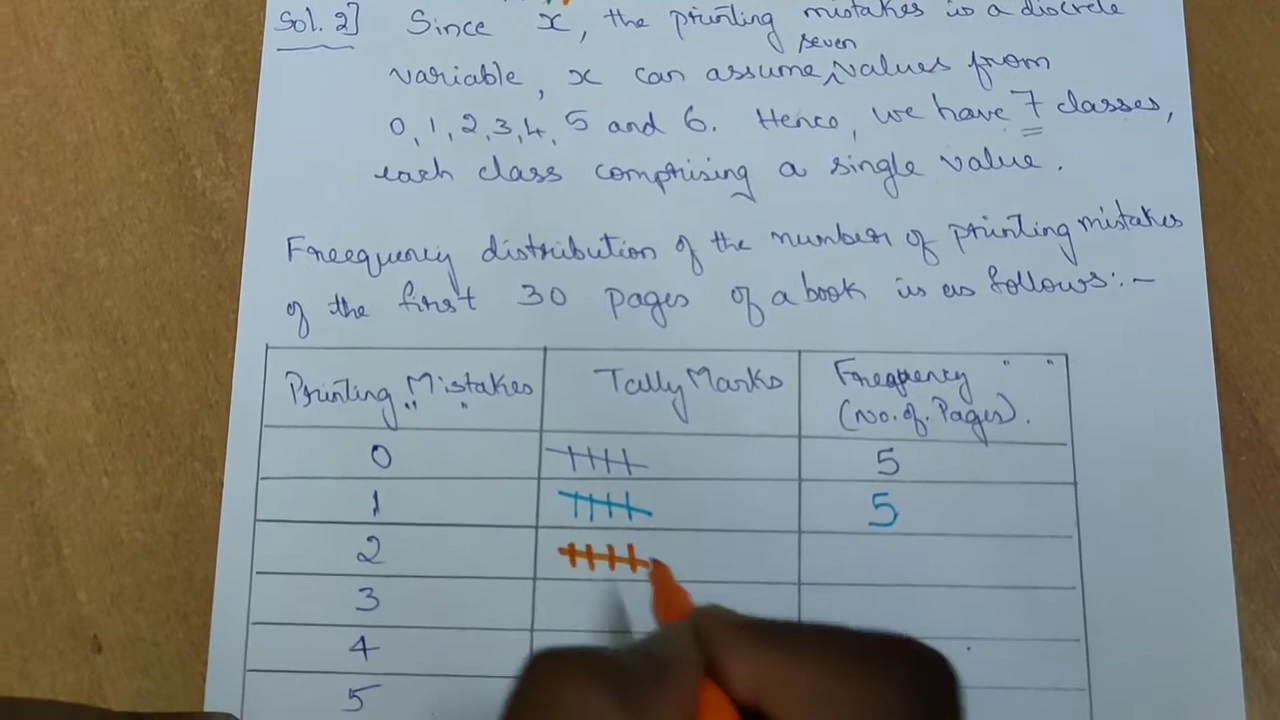 Sol. 2] Since x, the printing mistakes is a discrete
seven
variable, x can assume, values from
0, 1, 2, 3, 4, 5 and 6. Hence, we have 7 classes,
each class comprising a single value.
Freequency distribution of the number of printing mistakes
of the first 30 pages of a book is as follows:-
Printing Mistakes Tally Marks Frequency
(No. of. Pages).
0 5
1 5
2
3
4
5